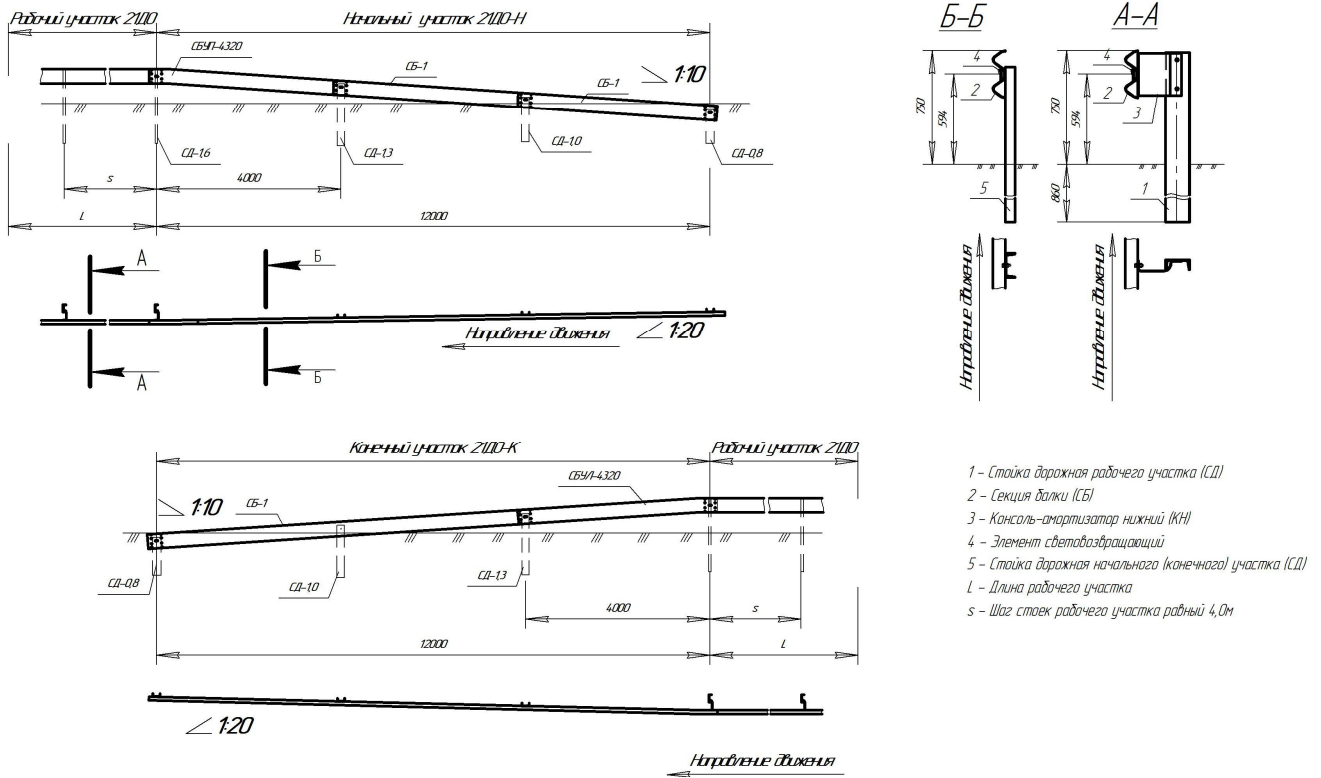 Рабочий участок 21ДО
Начальный участок 21ДО-Н
СБУП-4320
СБ-1
СБ-1
1:10
СД-1,6
СД-1,3
СД-1,0
СД-0,8
s
4000
L
12000
А
Б
Направление движения
1:20
А
Б
Б-Б
А-А
4
2
750
594
5
4
2
3
750
594
860
1
Направление движения
Направление движения
Конечный участок 21ДО-К
Рабочий участок 21ДО
СБУЛ-4320
СБ-1
1:10
СД-0,8
СД-1,0
СД-1,3
4000
s
12000
L
1:20
Направление движения
1 - Стойка дорожная рабочего участка (СД)
2 - Секция балки (СБ)
3 - Консоль-амортизатор нижний (КН)
4 - Элемент световозвращающий
5 - Стойка дорожная начального (конечного) участка (СД)
L - Длина рабочего участка
s - Шаг стоек рабочего участка равный 4,0м